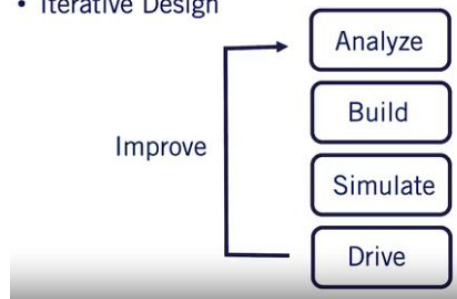 • Iterative Design
Analyze
Build
Improve
Simulate
Drive